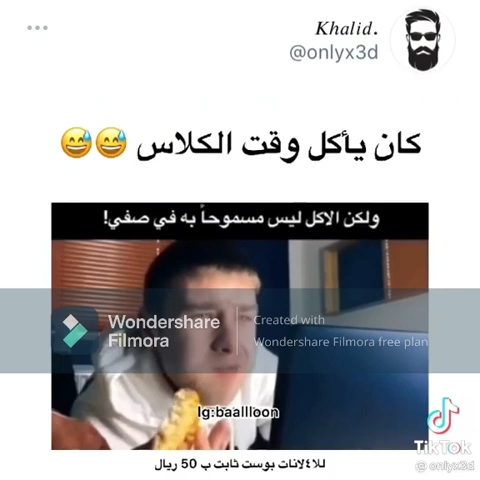 Khalid.
@onlyx3d
كان يأكل وقت الكلاس 😅😅
ولكن الاكل ليس مسموحاً به في صفي!
Wondershare
Filmora
Created with
Wondershare Filmora free plan
Ig:baallloon
TikTok
@onlyx3d
للا٤لانات بوست ثابت ب 50 ريال